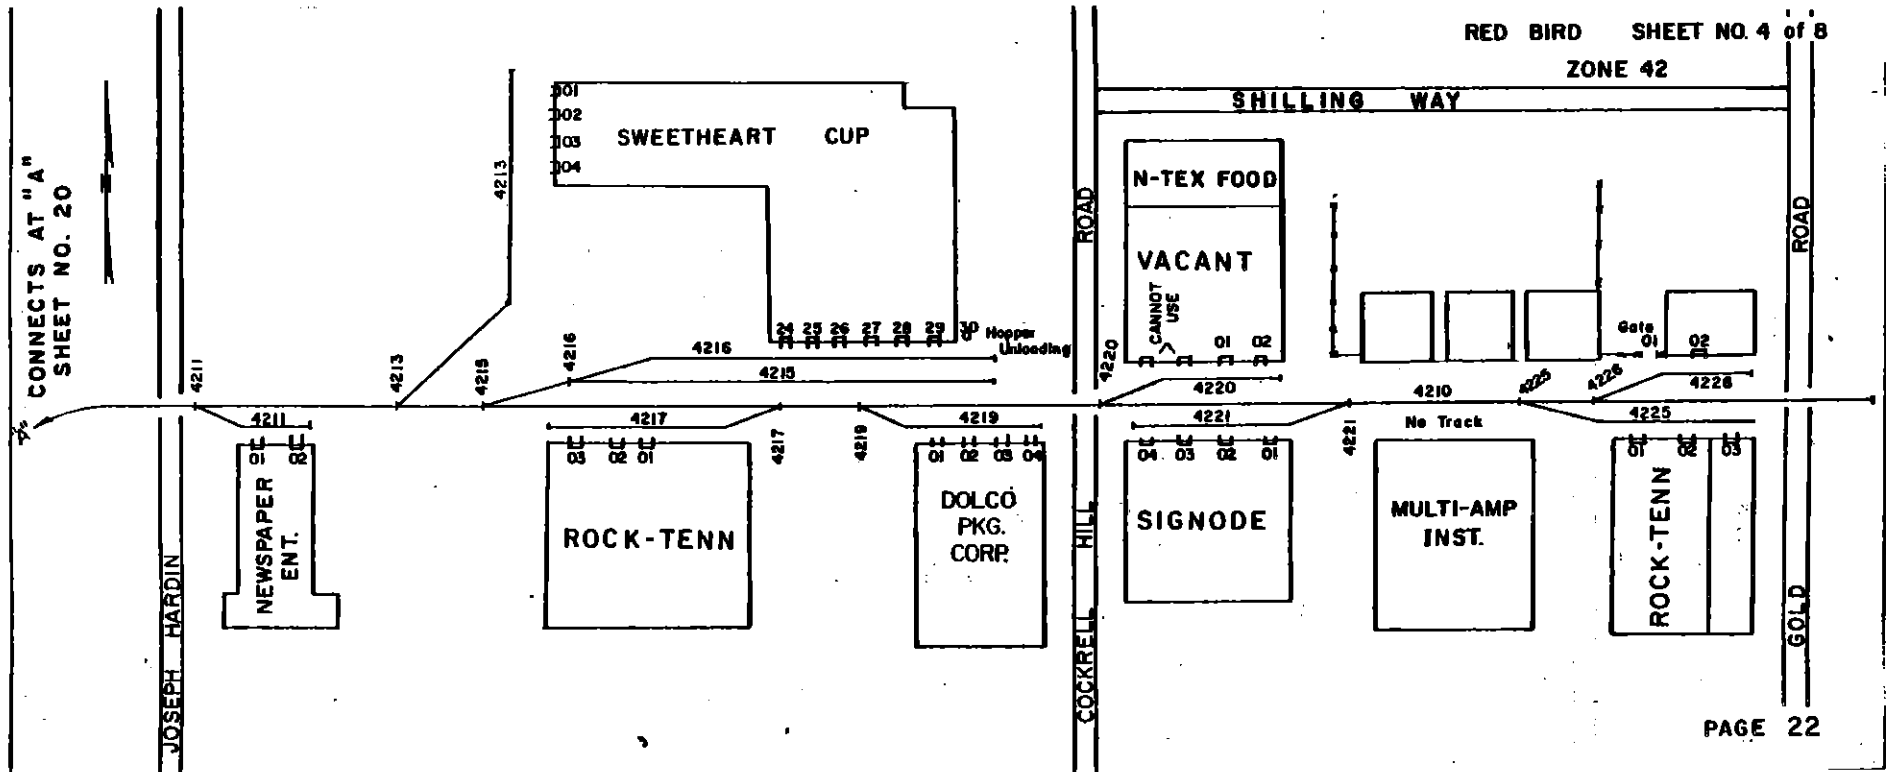 RED BIRD SHEET NO. 4 of 8
ZONE 42
SHILLING WAY
CONNECTS AT "A"
SHEET NO. 20
"A"
JOSEPH HARDIN
4211
4211
01 02
NEWSPAPER
ENT.
4213
4213
4215
4216
01
02
03
04
SWEETHEART CUP
24 25 26 27 28 29 30
Hopper
Unloading
4216
4215
4217
03 02 01
ROCK-TENN
4217
4219
4219
01 02 03 04
DOLCO
PKG.
CORP.
COCKRELL HILL ROAD
N-TEX FOOD
VACANT
CANNOT
USE
01 02
4220
4220
4221
04 03 02 01
SIGNODE
4221
4210
No Track
MULTI-AMP
INST.
4225
4226
Gate
01 02
4226
4225
01 02 03
ROCK-TENN
GOLD ROAD
PAGE 22